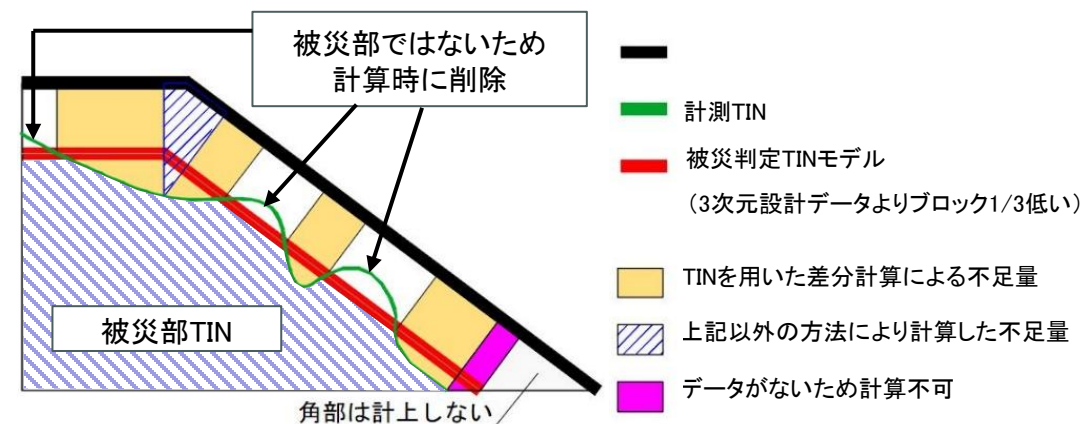 被災部ではないため
計算時に削除
計測TIN
被災判定TINモデル
（3次元設計データよりブロック1/3低い）
TINを用いた差分計算による不足量
上記以外の方法により計算した不足量
データがないため計算不可
被災部TIN
角部は計上しない